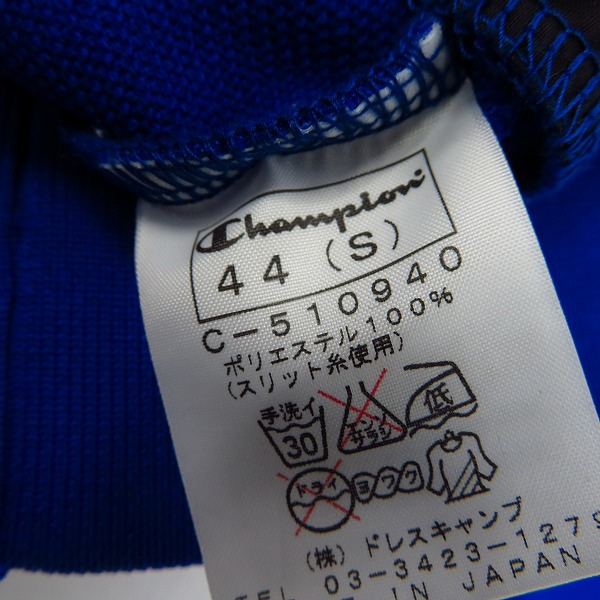 Champion
44(S)
C-510940
ポリエステル100%
(スリット糸使用)
手洗イ
30
エンソ
サラシ
低
ドライ
ヨワク
(株)ドレスキャンプ
TEL 03-3423-1279
IN JAPAN